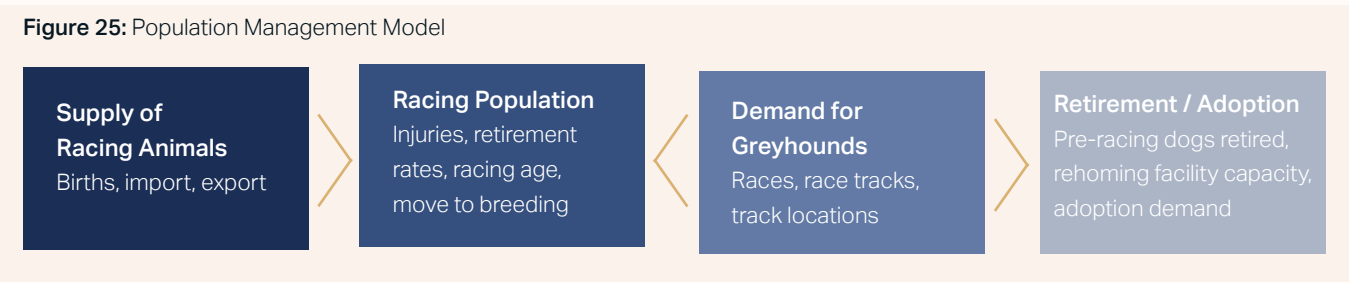 Figure 25: Population Management Model
Supply of
Racing Animals
Births, import, export
Racing Population
Injuries, retirement
rates, racing age,
move to breeding
Demand for
Greyhounds
Races, race tracks,
track locations
Retirement / Adoption
Pre-racing dogs retired,
rehoming facility capacity,
adoption demand